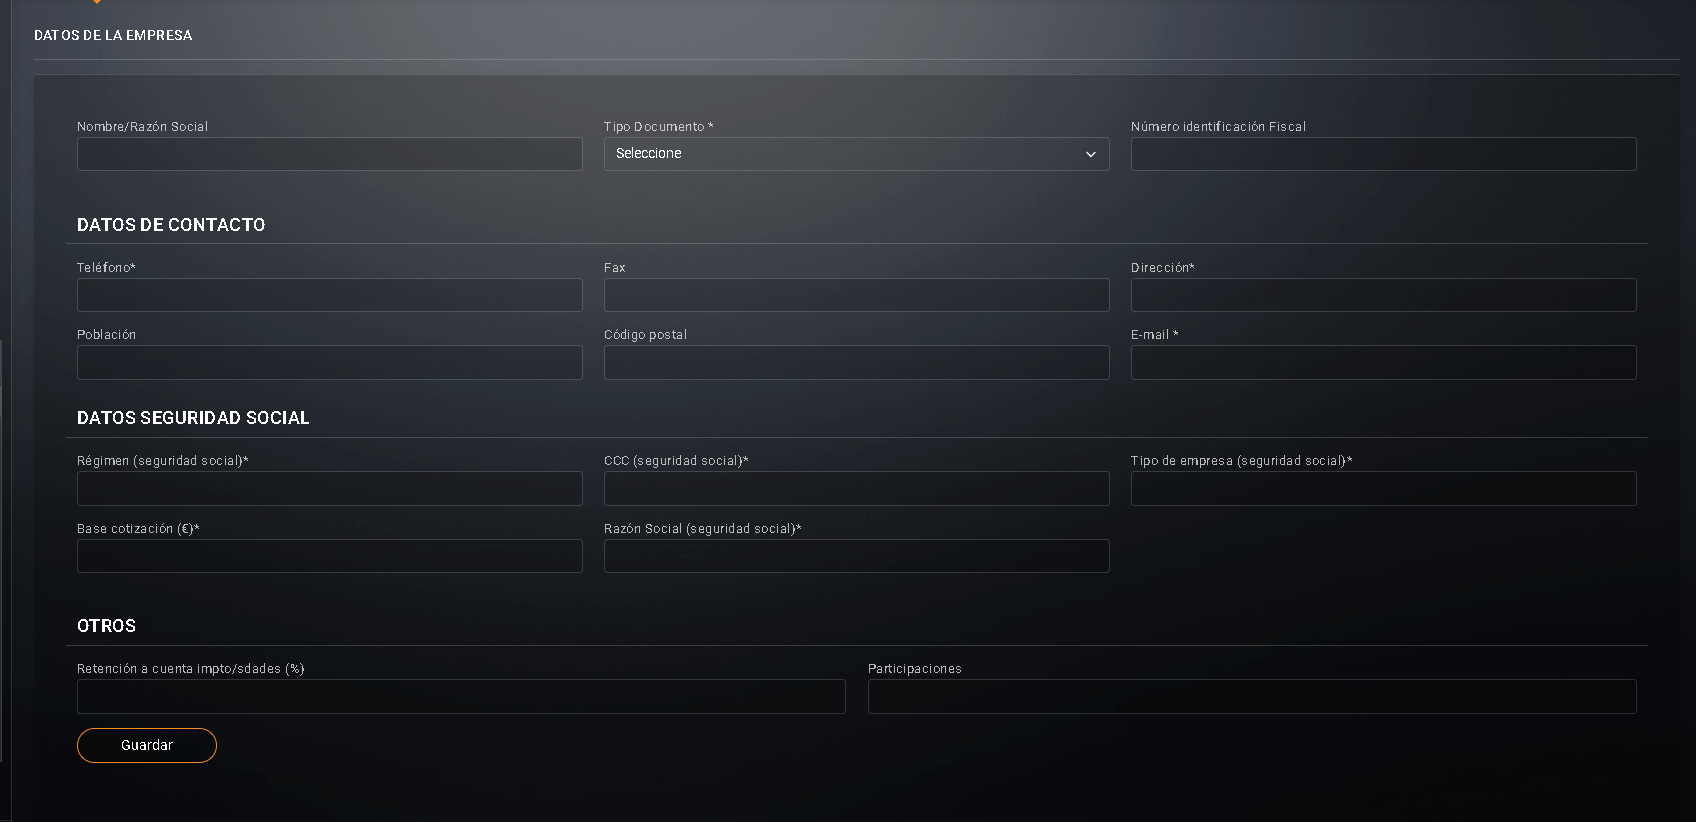 DATOS DE LA EMPRESA
Nombre/Razón Social
Tipo Documento *
Número identificación Fiscal
Seleccione
DATOS DE CONTACTO
Teléfono*
Fax
Dirección*
Población
Código postal
E-mail *
DATOS SEGURIDAD SOCIAL
Régimen (seguridad social)*
CCC (seguridad social)*
Tipo de empresa (seguridad social)*
Base cotización (€)*
Razón Social (seguridad social)*
OTROS
Retención a cuenta impto/sdades (%)
Participaciones
Guardar